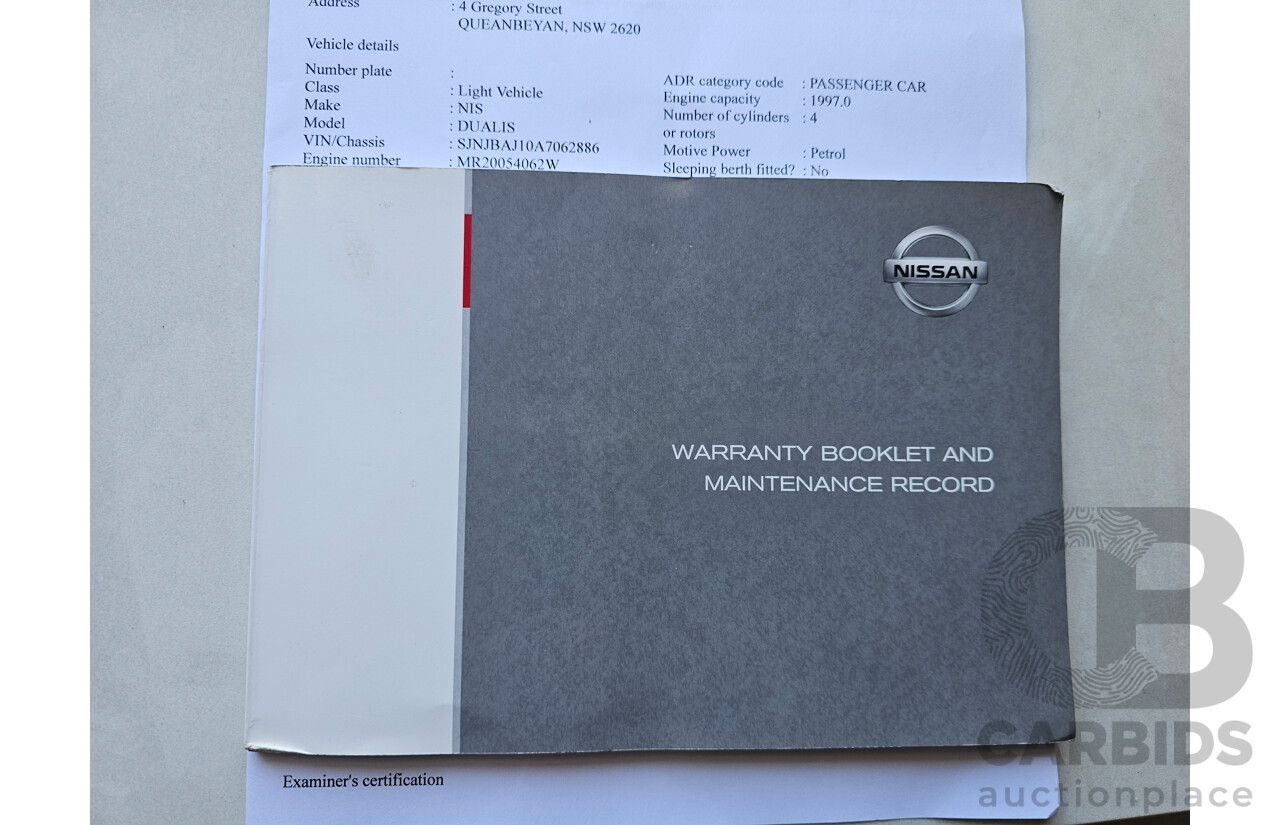 Address : 4 Gregory Street
QUEANBEYAN, NSW 2620
Vehicle details
Number plate :
Class : Light Vehicle
Make : NIS
Model : DUALIS
VIN/Chassis : SJNJBAJ10A7062886
Engine number : MR20054062W
ADR category code : PASSENGER CAR
Engine capacity : 1997.0
Number of cylinders : 4
or rotors
Motive Power : Petrol
Sleeping berth fitted? : No
NISSAN
WARRANTY BOOKLET AND
MAINTENANCE RECORD
Examiner's certification
CB
CARBIDS
auctionplace